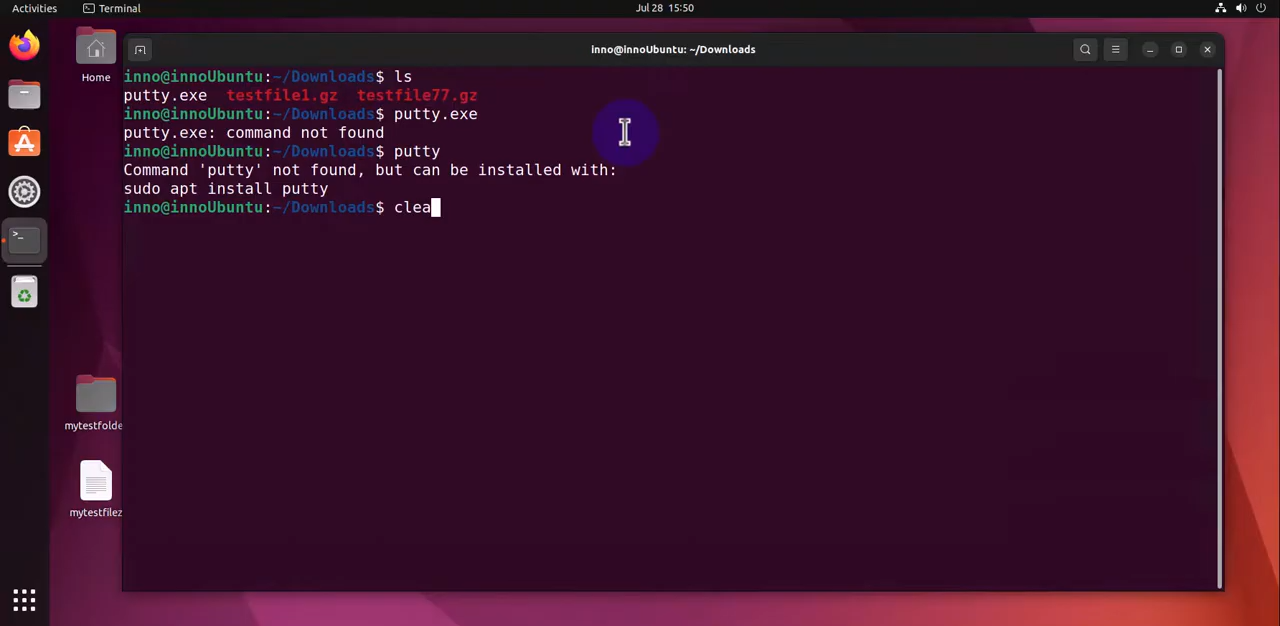 Activities Terminal Jul 28 15:50
Home
inno@innoUbuntu: ~/Downloads
inno@innoUbuntu:~/Downloads$ ls
putty.exe testfile1.gz testfile77.gz
inno@innoUbuntu:~/Downloads$ putty.exe
putty.exe: command not found
inno@innoUbuntu:~/Downloads$ putty
Command 'putty' not found, but can be installed with:
sudo apt install putty
inno@innoUbuntu:~/Downloads$ clea
mytestfolde
mytestfilez